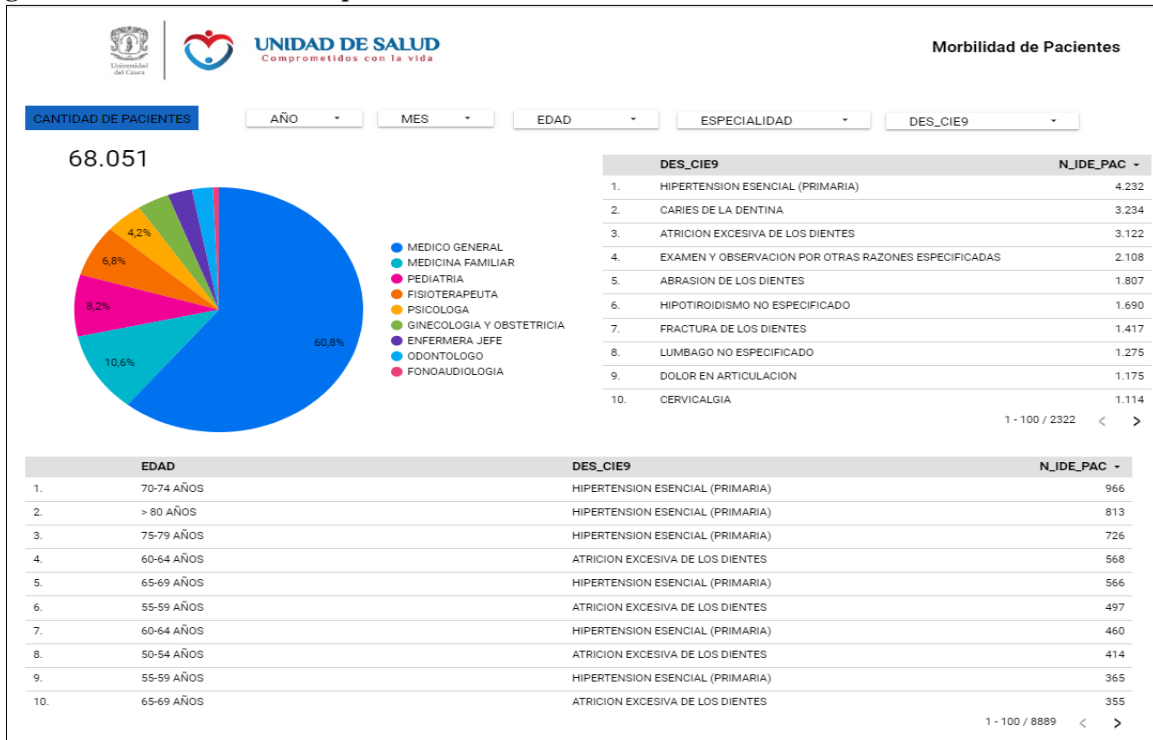 Universidad
del Cauca
UNIDAD DE SALUD
Comprometidos con la vida
Morbilidad de Pacientes
CANTIDAD DE PACIENTES
AÑO
MES
EDAD
ESPECIALIDAD
DES_CIE9
68.051
60,8%
10,6%
8,2%
6,8%
4,2%
MEDICO GENERAL
MEDICINA FAMILIAR
PEDIATRIA
FISIOTERAPEUTA
PSICOLOGA
GINECOLOGIA Y OBSTETRICIA
ENFERMERA JEFE
ODONTOLOGO
FONOAUDIOLOGIA
DES_CIE9 N_IDE_PAC
1. HIPERTENSION ESENCIAL (PRIMARIA) 4.232
2. CARIES DE LA DENTINA 3.234
3. ATRICION EXCESIVA DE LOS DIENTES 3.122
4. EXAMEN Y OBSERVACION POR OTRAS RAZONES ESPECIFICADAS 2.108
5. ABRASION DE LOS DIENTES 1.807
6. HIPOTIROIDISMO NO ESPECIFICADO 1.690
7. FRACTURA DE LOS DIENTES 1.417
8. LUMBAGO NO ESPECIFICADO 1.275
9. DOLOR EN ARTICULACION 1.175
10. CERVICALGIA 1.114
1 - 100 / 2322 < >
EDAD DES_CIE9 N_IDE_PAC
1. 70-74 AÑOS HIPERTENSION ESENCIAL (PRIMARIA) 966
2. > 80 AÑOS HIPERTENSION ESENCIAL (PRIMARIA) 813
3. 75-79 AÑOS HIPERTENSION ESENCIAL (PRIMARIA) 726
4. 60-64 AÑOS ATRICION EXCESIVA DE LOS DIENTES 568
5. 65-69 AÑOS HIPERTENSION ESENCIAL (PRIMARIA) 566
6. 55-59 AÑOS ATRICION EXCESIVA DE LOS DIENTES 497
7. 60-64 AÑOS HIPERTENSION ESENCIAL (PRIMARIA) 460
8. 50-54 AÑOS ATRICION EXCESIVA DE LOS DIENTES 414
9. 55-59 AÑOS HIPERTENSION ESENCIAL (PRIMARIA) 365
10. 65-69 AÑOS ATRICION EXCESIVA DE LOS DIENTES 355
1 - 100 / 8889 < >